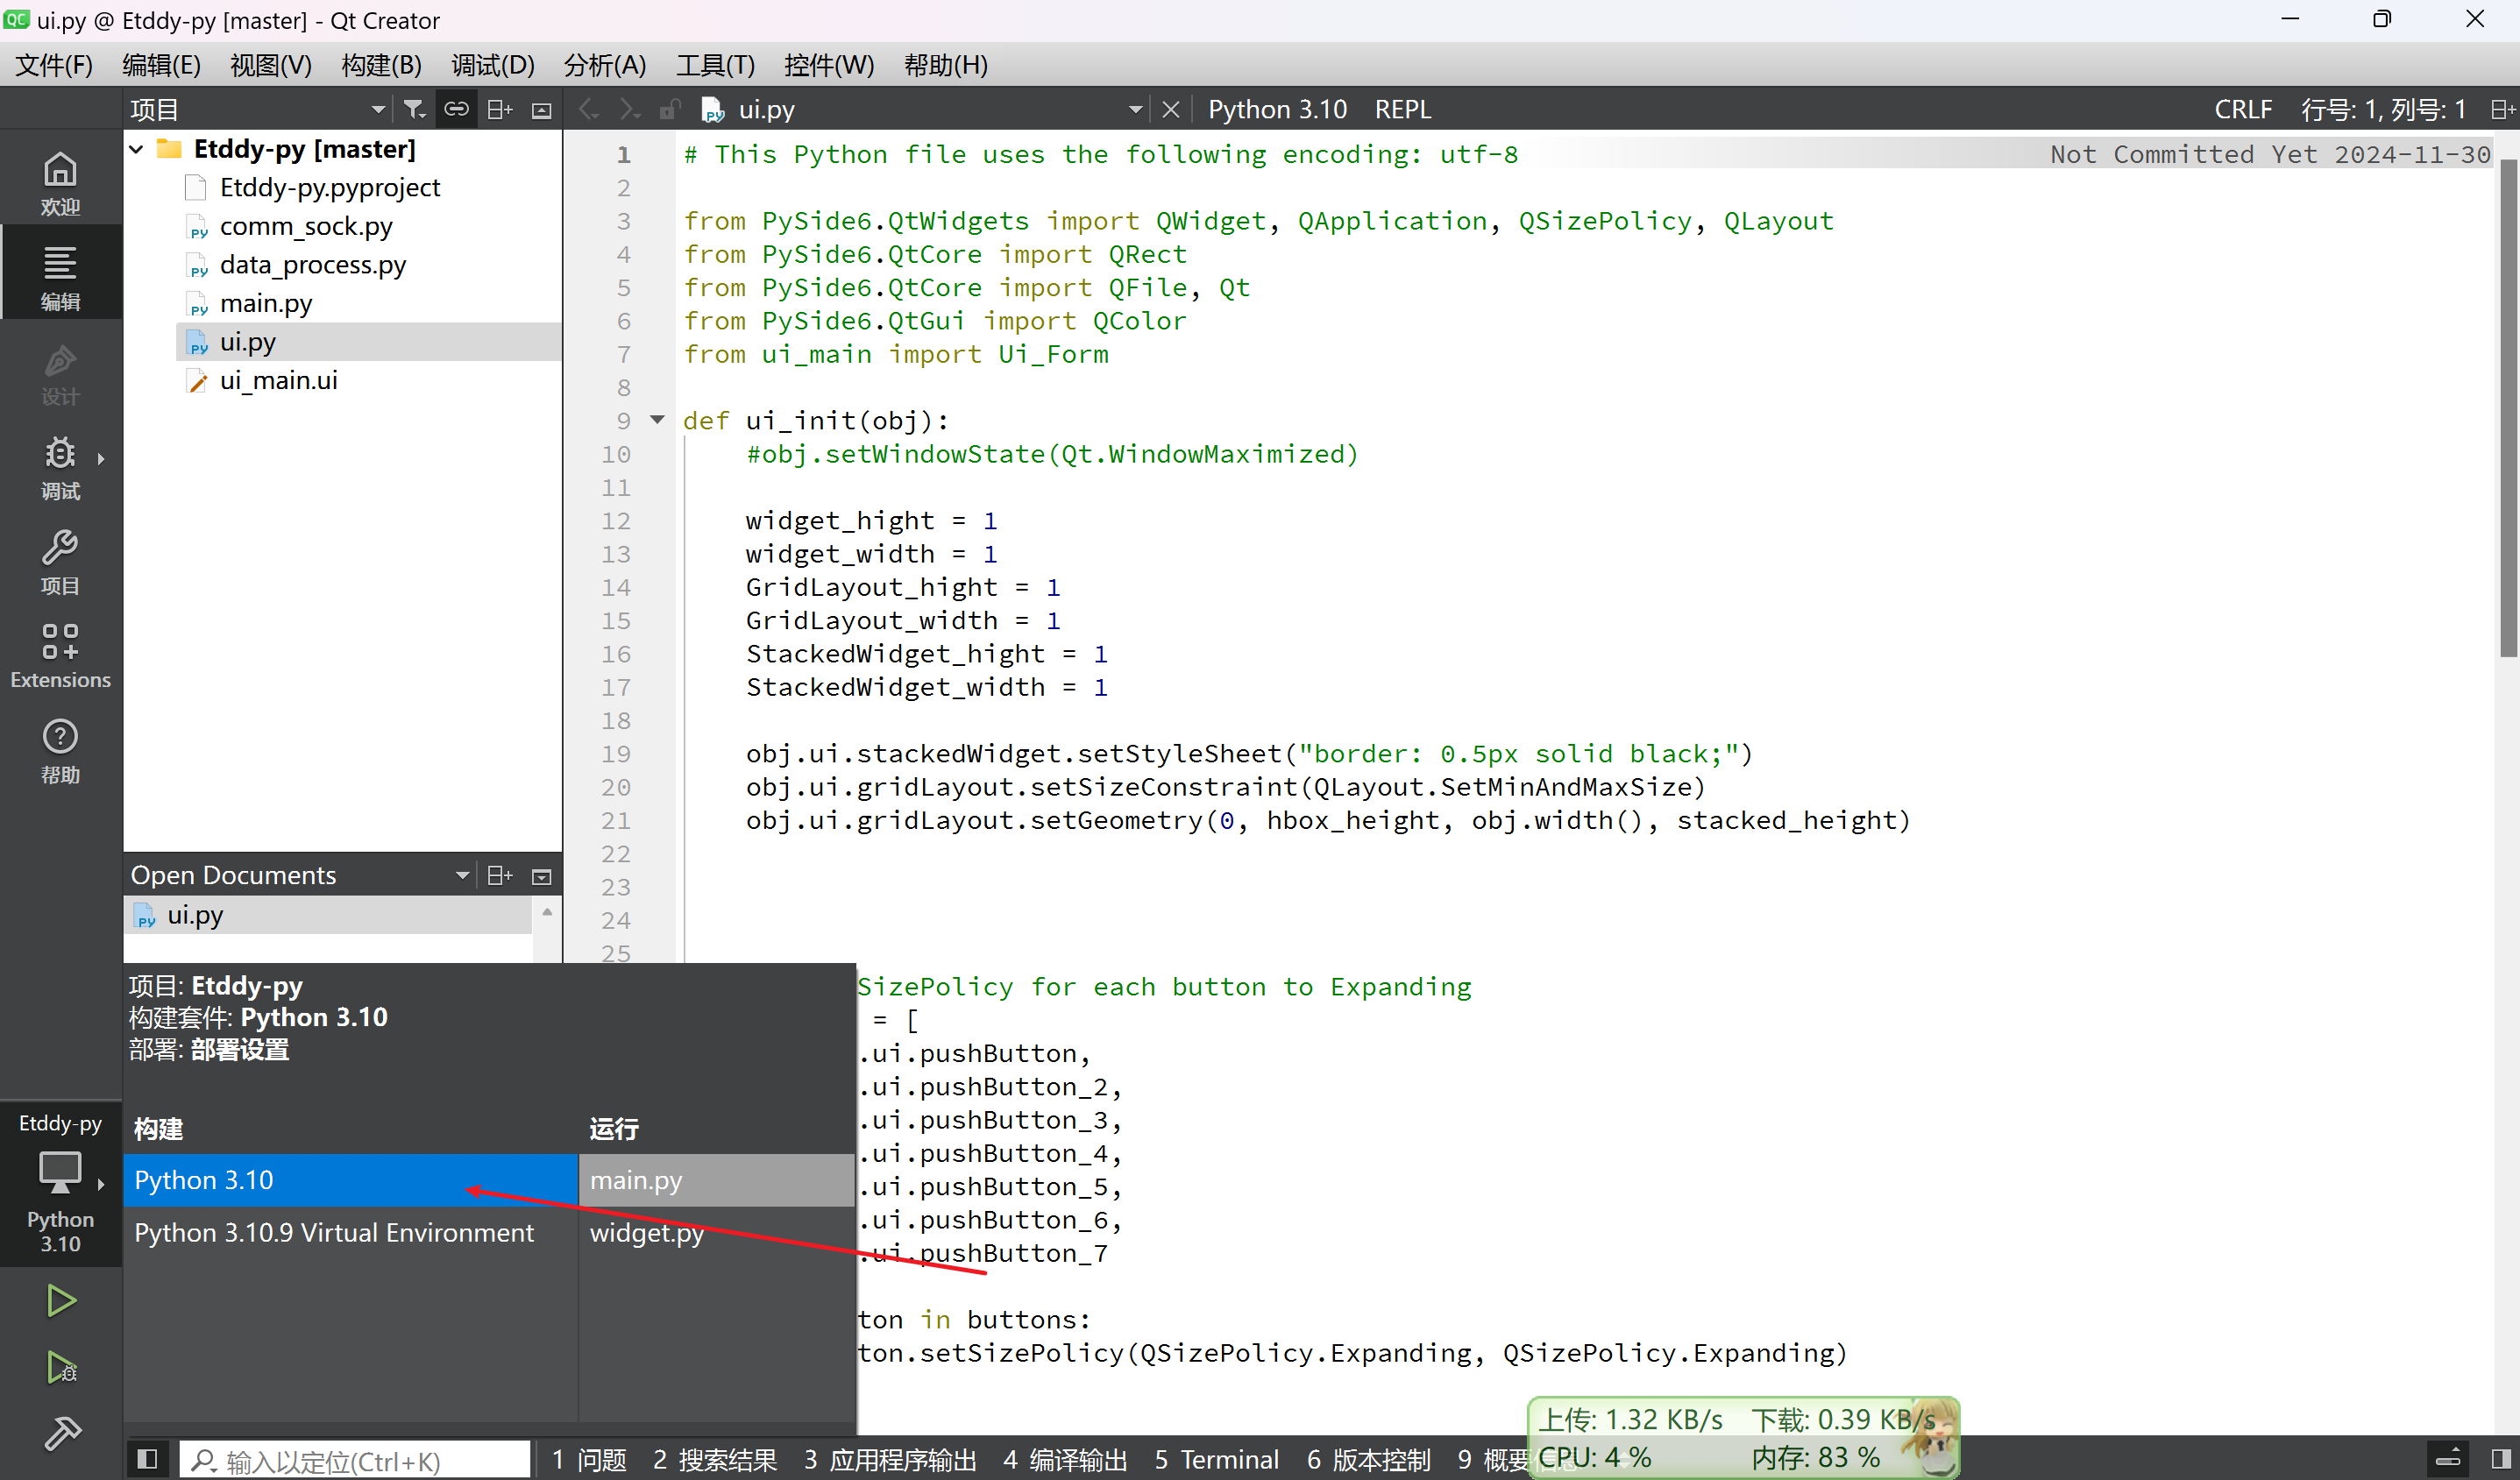 ui.py @ Etddy-py [master] - Qt Creator
文件(F) 编辑(E) 视图(V) 构建(B) 调试(D) 分析(A) 工具(T) 控件(W) 帮助(H)
项目
ui.py
Python 3.10 REPL
CRLF 行号: 1, 列号: 1
欢迎
编辑
设计
调试
项目
Extensions
帮助
Etddy-py [master]
Etddy-py.pyproject
comm_sock.py
data_process.py
main.py
ui.py
ui_main.ui
1 # This Python file uses the following encoding: utf-8 Not Committed Yet 2024-11-30
2
3 from PySide6.QtWidgets import QWidget, QApplication, QSizePolicy, QLayout
4 from PySide6.QtCore import QRect
5 from PySide6.QtCore import QFile, Qt
6 from PySide6.QtGui import QColor
7 from ui_main import Ui_Form
8
9 def ui_init(obj):
10 #obj.setWindowState(Qt.WindowMaximized)
11
12 widget_hight = 1
13 widget_width = 1
14 GridLayout_hight = 1
15 GridLayout_width = 1
16 StackedWidget_hight = 1
17 StackedWidget_width = 1
18
19 obj.ui.stackedWidget.setStyleSheet("border: 0.5px solid black;")
20 obj.ui.gridLayout.setSizeConstraint(QLayout.SetMinAndMaxSize)
21 obj.ui.gridLayout.setGeometry(0, hbox_height, obj.width(), stacked_height)
22
23
24
25
SizePolicy for each button to Expanding
= [
.ui.pushButton,
.ui.pushButton_2,
.ui.pushButton_3,
.ui.pushButton_4,
.ui.pushButton_5,
.ui.pushButton_6,
.ui.pushButton_7
ton in buttons:
ton.setSizePolicy(QSizePolicy.Expanding, QSizePolicy.Expanding)
Open Documents
ui.py
项目: Etddy-py
构建套件: Python 3.10
部署: 部署设置
构建 运行
Python 3.10 main.py
Python 3.10.9 Virtual Environment widget.py
Etddy-py
Python
3.10
输入以定位(Ctrl+K)
1 问题 2 搜索结果 3 应用程序输出 4 编译输出 5 Terminal 6 版本控制 9 概要信息
上传: 1.32 KB/s 下载: 0.39 KB/s
CPU: 4 % 内存: 83 %